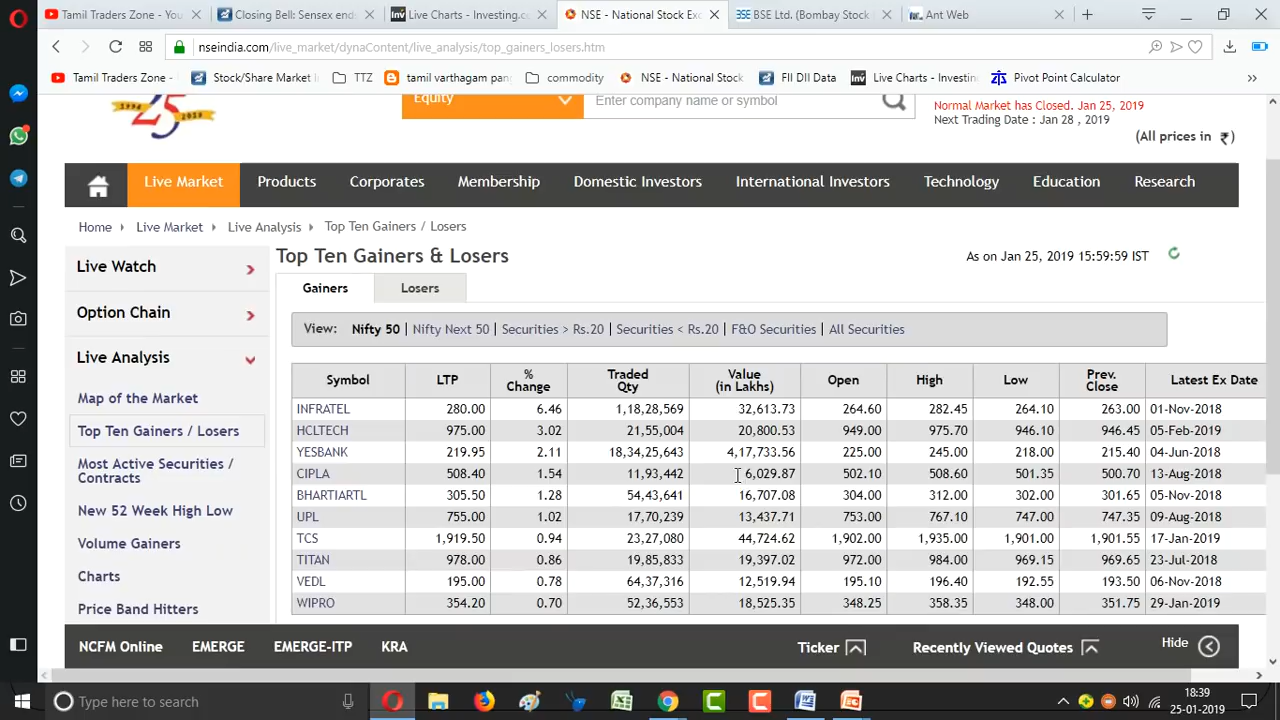 Tamil Traders Zone - You
Closing Bell: Sensex end
Live Charts - Investing.c
NSE - National Stock Exc
BSE Ltd. (Bombay Stock
Ant Web
nseindia.com/live_market/dynaContent/live_analysis/top_gainers_losers.htm
Tamil Traders Zone -
Stock/Share Market I
TTZ
tamil varthagam pan
commodity
NSE - National Stock
FII DII Data
Live Charts - Investin
Pivot Point Calculator
1994
Equity
Enter company name or symbol
Normal Market has Closed. Jan 25, 2019
Next Trading Date : Jan 28 , 2019
(All prices in ₹)
Live Market Products Corporates Membership Domestic Investors International Investors Technology Education Research
Home Live Market Live Analysis Top Ten Gainers / Losers
Live Watch
Option Chain
Live Analysis
Map of the Market
Top Ten Gainers / Losers
Most Active Securities /
Contracts
New 52 Week High Low
Volume Gainers
Charts
Price Band Hitters
Top Ten Gainers & Losers
As on Jan 25, 2019 15:59:59 IST
Gainers Losers
View: Nifty 50 | Nifty Next 50 | Securities > Rs.20 | Securities < Rs.20 | F&O Securities | All Securities
Symbol LTP % Change Traded Qty Value (in Lakhs) Open High Low Prev. Close Latest Ex Date
INFRATEL 280.00 6.46 1,18,28,569 32,613.73 264.60 282.45 264.10 263.00 01-Nov-2018
HCLTECH 975.00 3.02 21,55,004 20,800.53 949.00 975.70 946.10 946.45 05-Feb-2019
YESBANK 219.95 2.11 18,34,25,643 4,17,733.56 225.00 245.00 218.00 215.40 04-Jun-2018
CIPLA 508.40 1.54 11,93,442 6,029.87 502.10 508.60 501.35 500.70 13-Aug-2018
BHARTIARTL 305.50 1.28 54,43,641 16,707.08 304.00 312.00 302.00 301.65 05-Nov-2018
UPL 755.00 1.02 17,70,239 13,437.71 753.00 767.10 747.00 747.35 09-Aug-2018
TCS 1,919.50 0.94 23,27,080 44,724.62 1,902.00 1,935.00 1,901.00 1,901.55 17-Jan-2019
TITAN 978.00 0.86 19,85,833 19,397.02 972.00 984.00 969.15 969.65 23-Jul-2018
VEDL 195.00 0.78 64,37,316 12,519.94 195.10 196.40 192.55 193.50 06-Nov-2018
WIPRO 354.20 0.70 52,36,553 18,525.35 348.25 358.35 348.00 351.75 29-Jan-2019
NCFM Online EMERGE EMERGE-ITP KRA
Ticker
Recently Viewed Quotes
Hide
Type here to search
18:39
25-01-2019